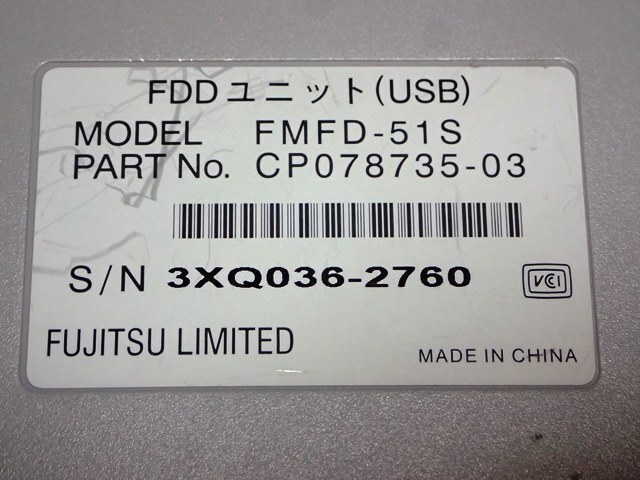 FDDユニット(USB)
MODEL FMFD-51S
PART No. CP078735-03
S/N 3XQ036-2760
VCCI
FUJITSU LIMITED
MADE IN CHINA